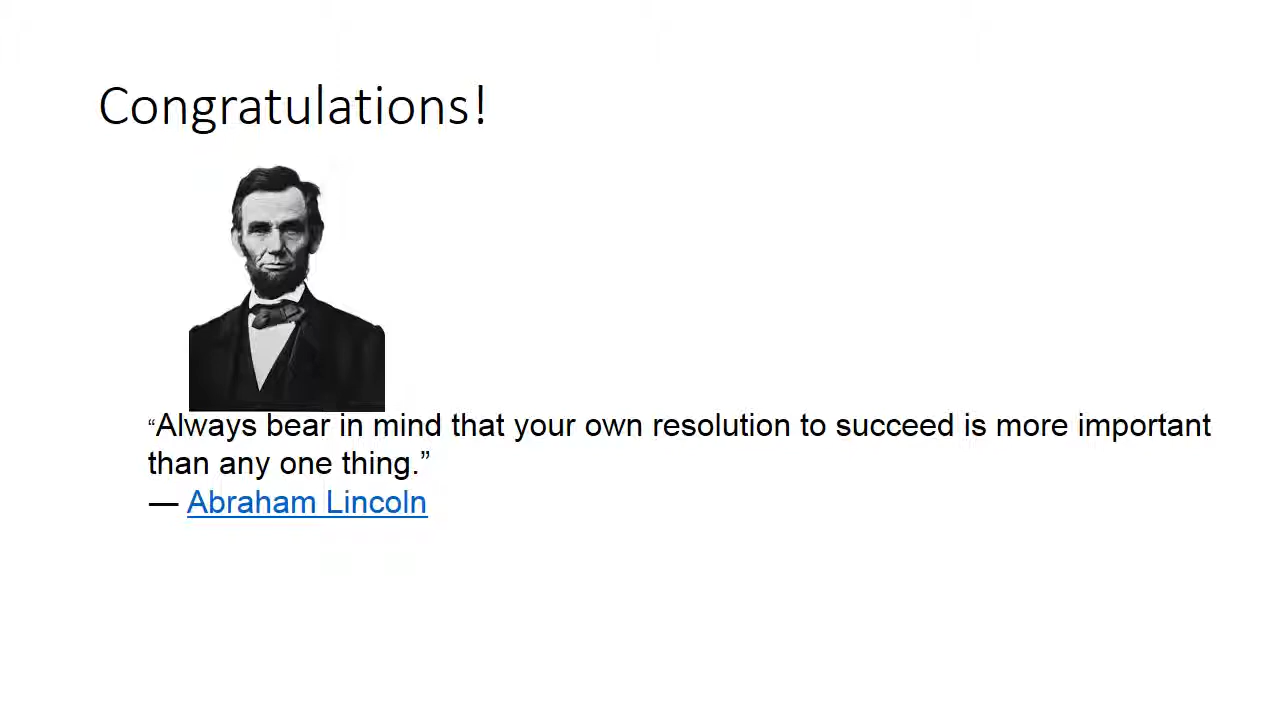 Congratulations!
“Always bear in mind that your own resolution to succeed is more important
than any one thing.”
— Abraham Lincoln